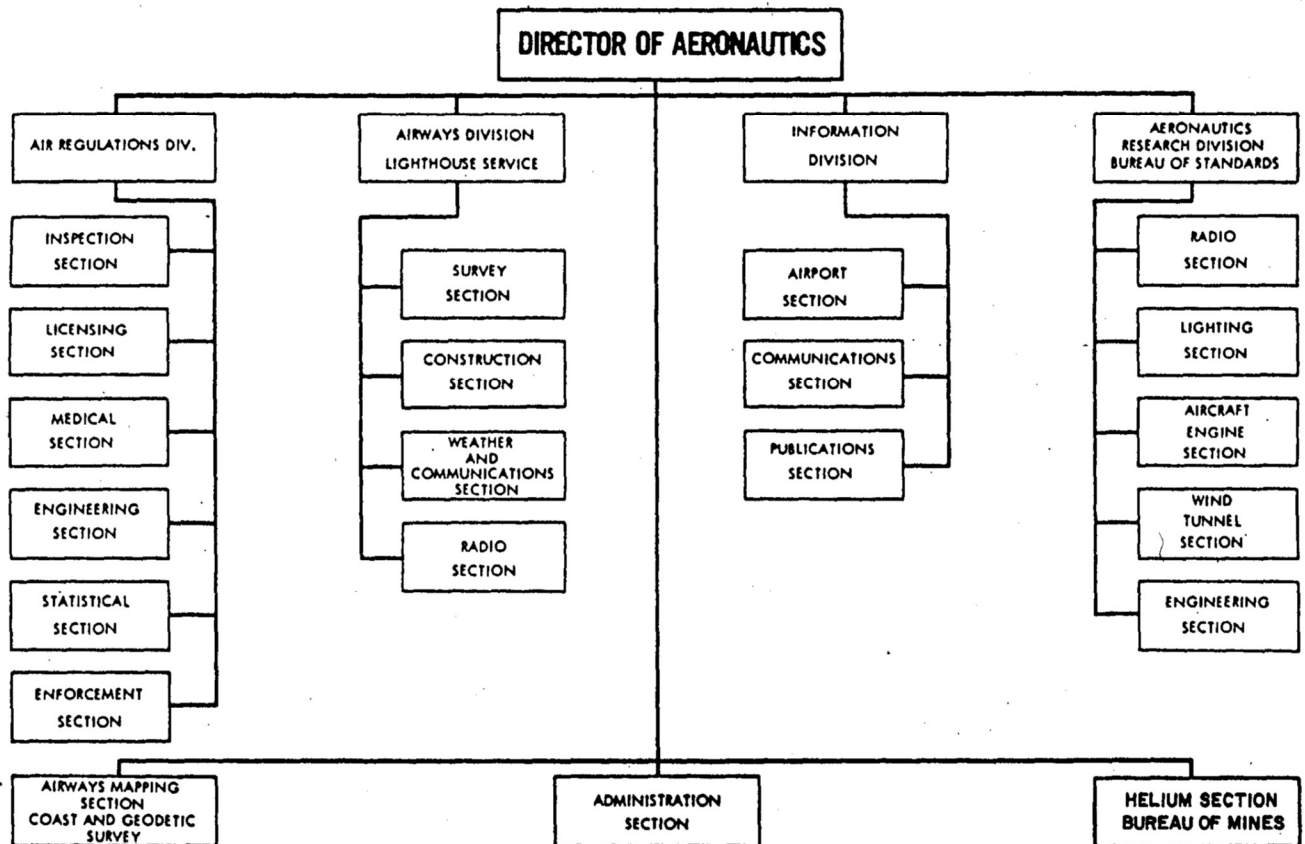 DIRECTOR OF AERONAUTICS
AIR REGULATIONS DIV.
AIRWAYS DIVISION
LIGHTHOUSE SERVICE
INFORMATION
DIVISION
AERONAUTICS
RESEARCH DIVISION
BUREAU OF STANDARDS
INSPECTION
SECTION
LICENSING
SECTION
MEDICAL
SECTION
ENGINEERING
SECTION
STATISTICAL
SECTION
ENFORCEMENT
SECTION
SURVEY
SECTION
CONSTRUCTION
SECTION
WEATHER
AND
COMMUNICATIONS
SECTION
RADIO
SECTION
AIRPORT
SECTION
COMMUNICATIONS
SECTION
PUBLICATIONS
SECTION
RADIO
SECTION
LIGHTING
SECTION
AIRCRAFT
ENGINE
SECTION
WIND
TUNNEL
SECTION
ENGINEERING
SECTION
AIRWAYS MAPPING
SECTION
COAST AND GEODETIC
SURVEY
ADMINISTRATION
SECTION
HELIUM SECTION
BUREAU OF MINES